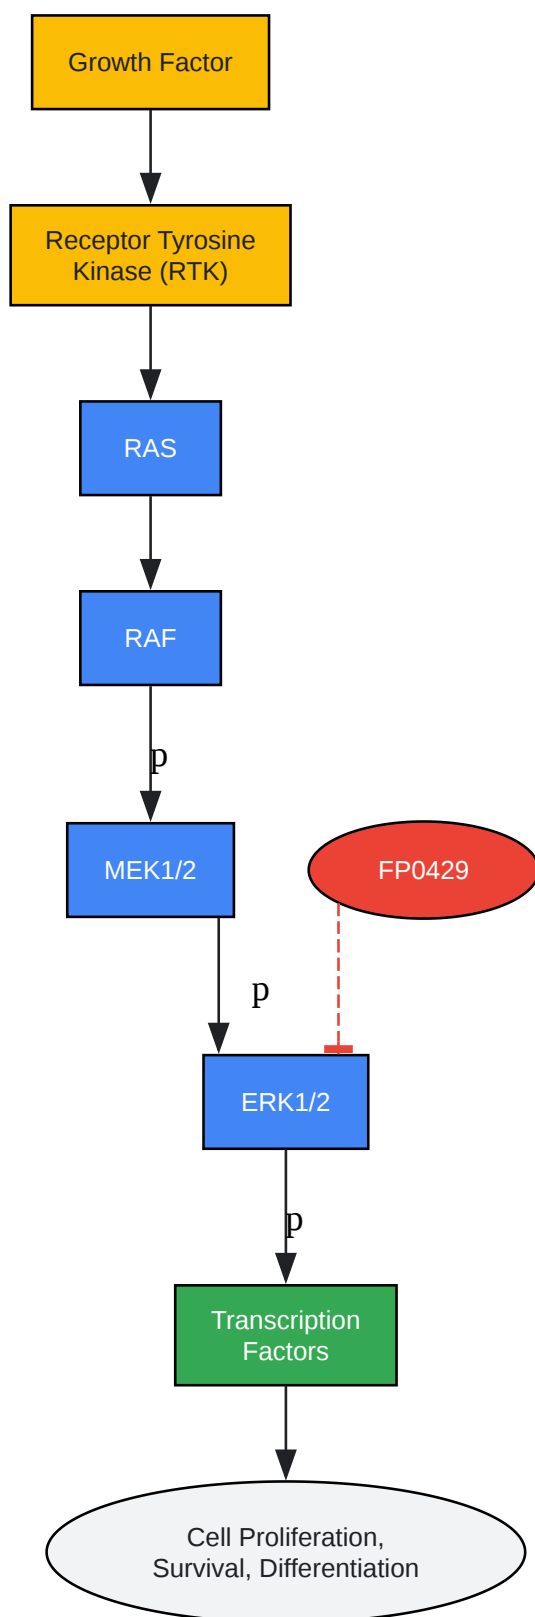 Growth Factor
Receptor Tyrosine
Kinase (RTK)
RAS
RAF
p
MEK1/2
FP0429
p
ERK1/2
p
Transcription
Factors
Cell Proliferation,
Survival, Differentiation